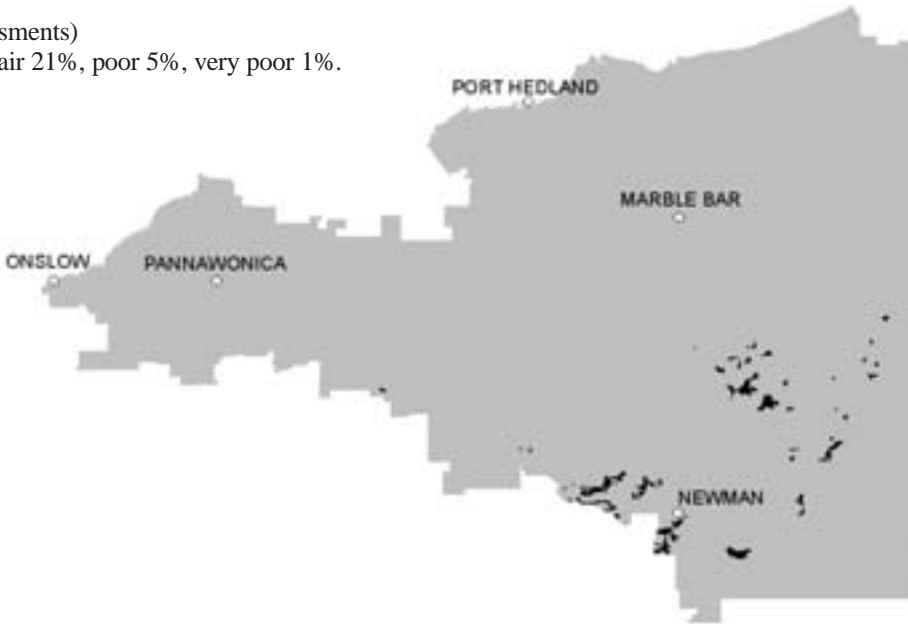 sments)
air 21%, poor 5%, very poor 1%.
PORT HEDLAND
MARBLE BAR
ONSLOW
PANNAWONICA
NEWMAN